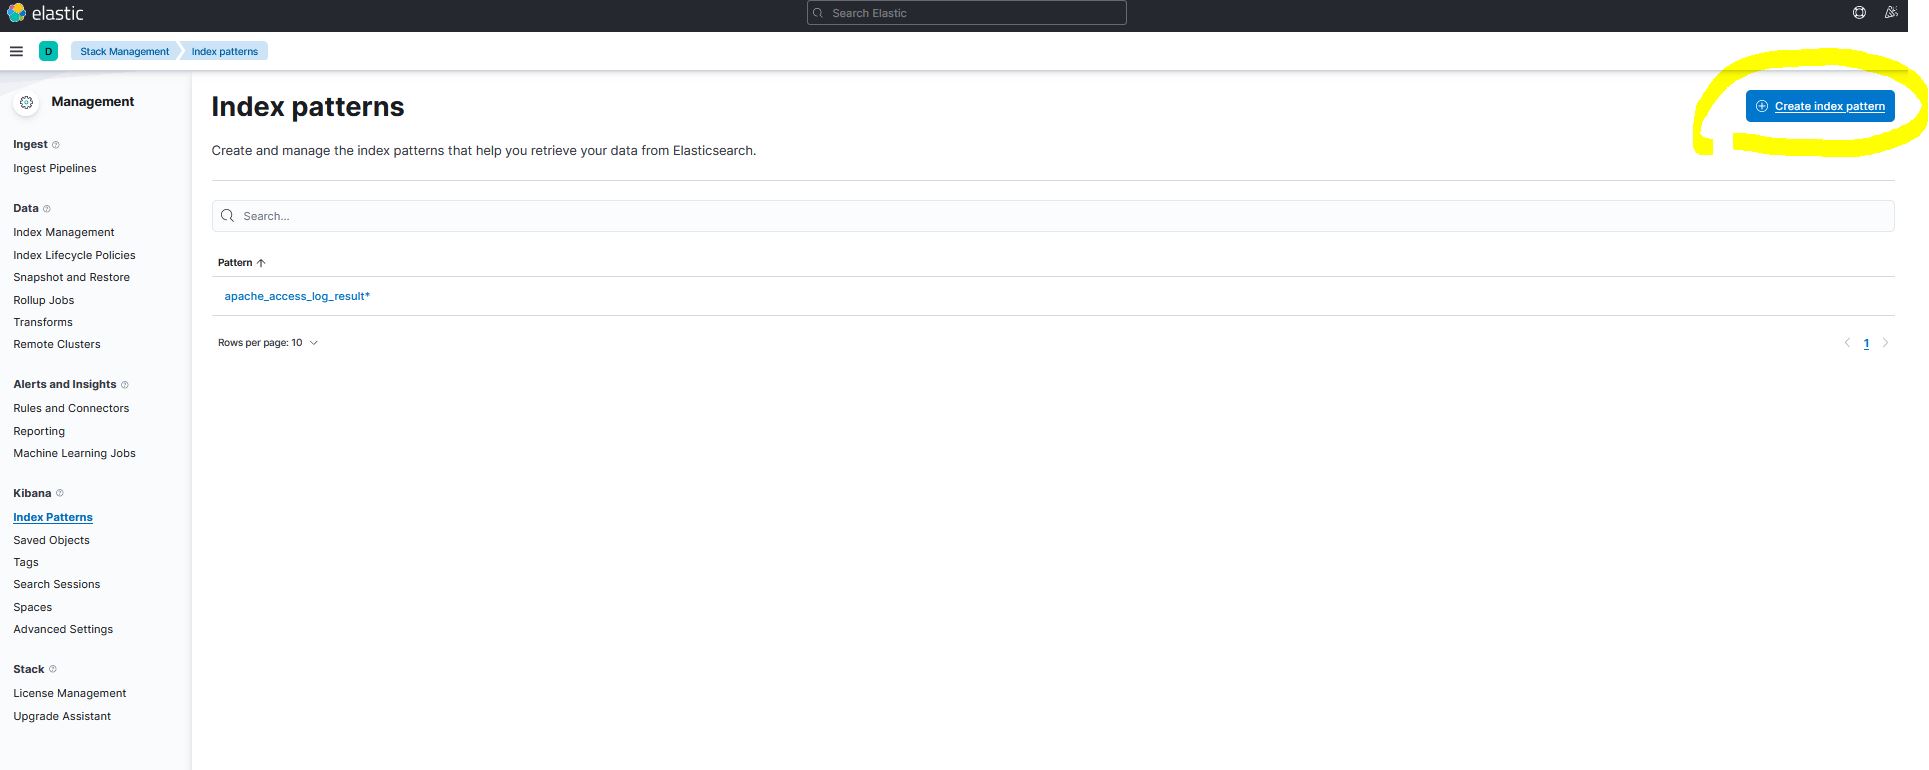 elastic
Search Elastic
D
Stack Management
Index patterns
Management
Ingest
Ingest Pipelines
Data
Index Management
Index Lifecycle Policies
Snapshot and Restore
Rollup Jobs
Transforms
Remote Clusters
Alerts and Insights
Rules and Connectors
Reporting
Machine Learning Jobs
Kibana
Index Patterns
Saved Objects
Tags
Search Sessions
Spaces
Advanced Settings
Stack
License Management
Upgrade Assistant
Index patterns
Create index pattern
Create and manage the index patterns that help you retrieve your data from Elasticsearch.
Search...
Pattern
apache_access_log_result*
Rows per page: 10
1